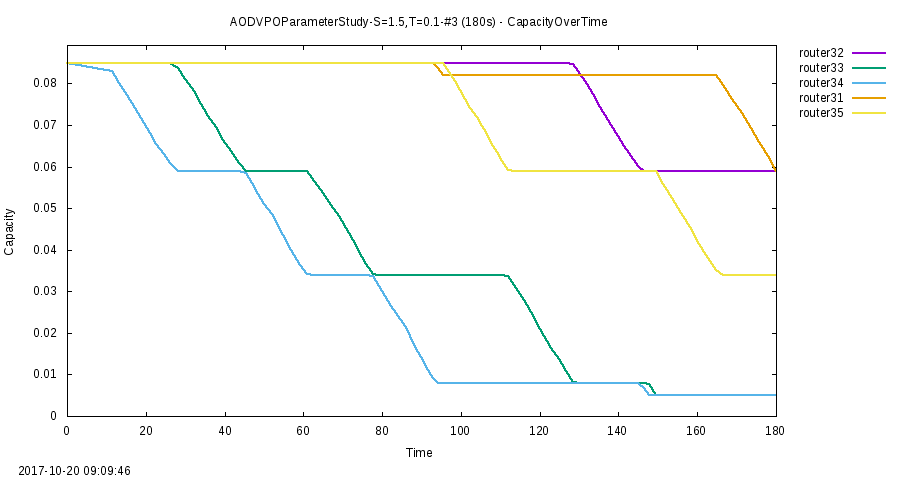 AODVPOParameterStudy-S=1.5,T=0.1-#3 (180s) - CapacityOverTime
router32
router33
router34
router31
router35
0.08
0.07
0.06
0.05
0.04
0.03
0.02
0.01
0
Capacity
0 20 40 60 80 100 120 140 160 180
Time
2017-10-20 09:09:46